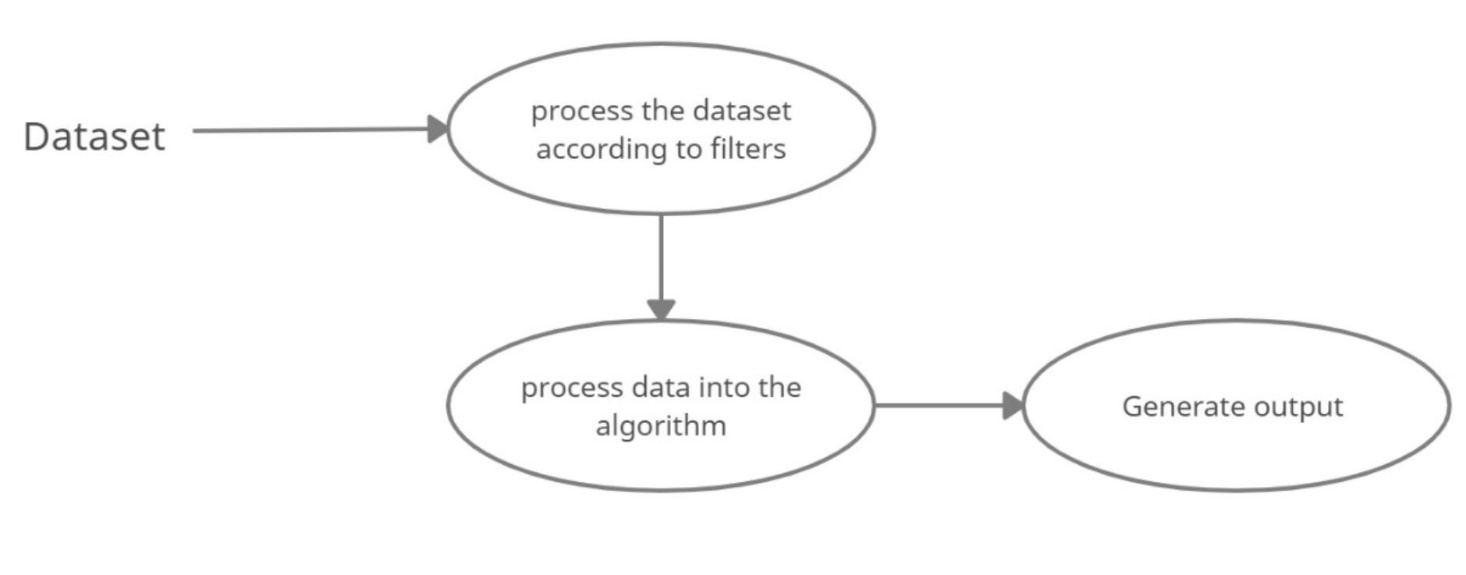 Dataset
process the dataset
according to filters
process data into the
algorithm
Generate output